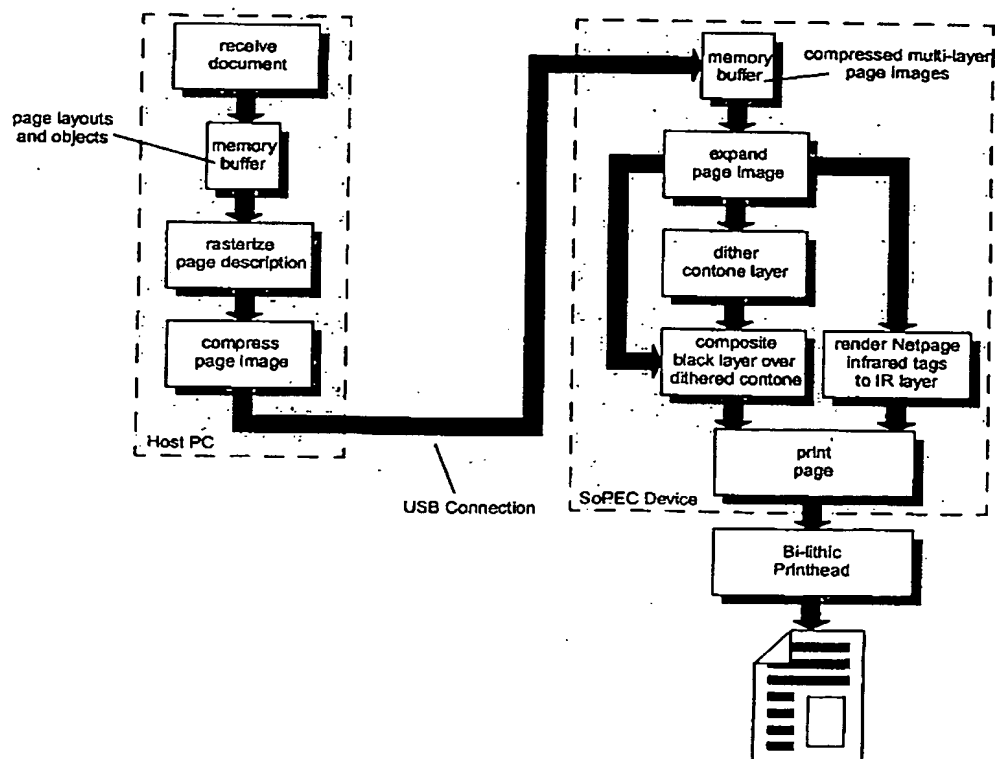 receive
document
page layouts
and objects
memory
buffer
rasterize
page description
compress
page image
Host PC
USB Connection
memory
buffer
compressed multi-layer
page images
expand
page image
dither
contone layer
composite
black layer over
dithered contone
render Netpage
infrared tags
to IR layer
print
page
SoPEC Device
Bi-lithic
Printhead